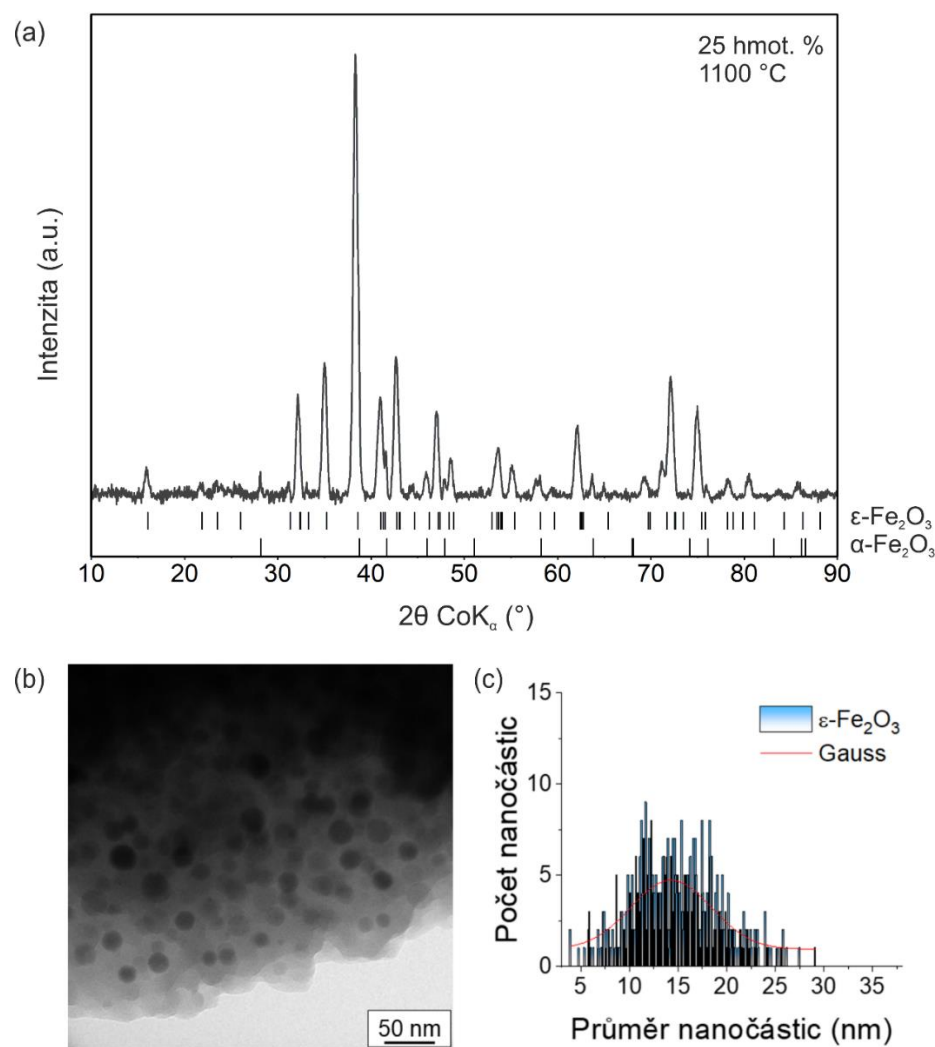 (a)
25 hmot. %
1100 °C
Intenzita (a.u.)
ε-Fe₂O₃
α-Fe₂O₃
10 20 30 40 50 60 70 80 90
2θ CoKα (°)
(b)
50 nm
(c)
15
10
5
0
ε-Fe₂O₃
Gauss
Počet nanočástic
5 10 15 20 25 30 35
Průměr nanočástic (nm)